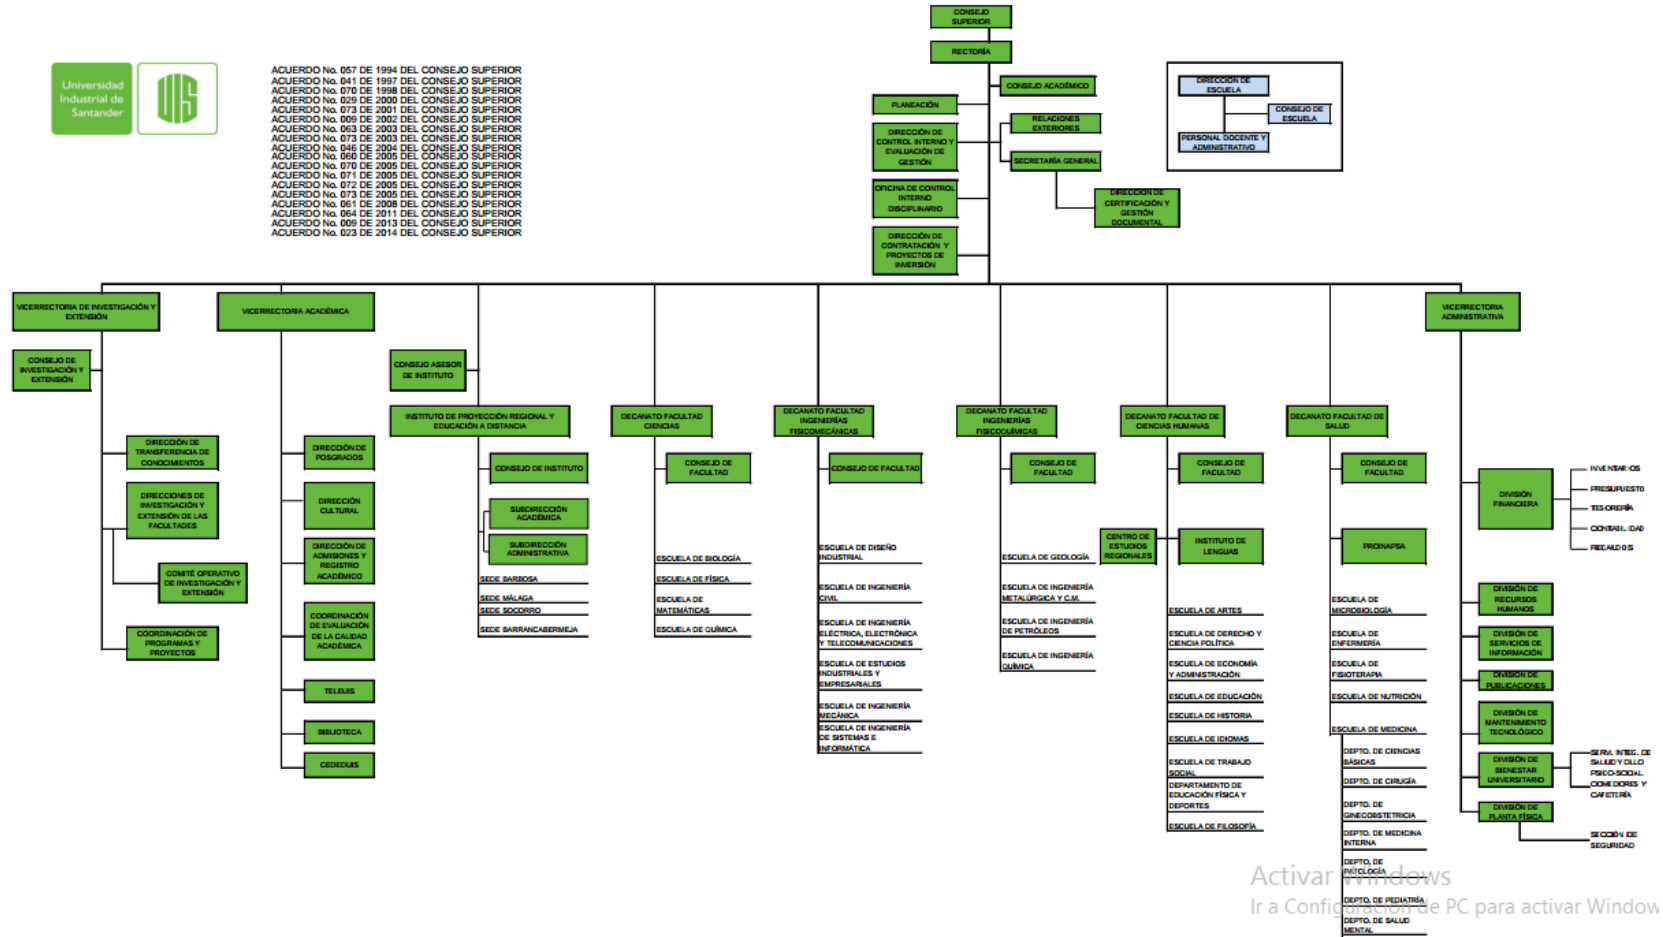 CONSEJO
SUPERIOR
RECTORÍA
Universidad
Industrial de
Santander
UIS
ACUERDO No. 057 DE 1994 DEL CONSEJO SUPERIOR
ACUERDO No. 041 DE 1997 DEL CONSEJO SUPERIOR
ACUERDO No. 070 DE 1998 DEL CONSEJO SUPERIOR
ACUERDO No. 029 DE 2000 DEL CONSEJO SUPERIOR
ACUERDO No. 073 DE 2001 DEL CONSEJO SUPERIOR
ACUERDO No. 009 DE 2002 DEL CONSEJO SUPERIOR
ACUERDO No. 063 DE 2003 DEL CONSEJO SUPERIOR
ACUERDO No. 073 DE 2003 DEL CONSEJO SUPERIOR
ACUERDO No. 046 DE 2004 DEL CONSEJO SUPERIOR
ACUERDO No. 060 DE 2005 DEL CONSEJO SUPERIOR
ACUERDO No. 070 DE 2005 DEL CONSEJO SUPERIOR
ACUERDO No. 071 DE 2005 DEL CONSEJO SUPERIOR
ACUERDO No. 072 DE 2005 DEL CONSEJO SUPERIOR
ACUERDO No. 073 DE 2005 DEL CONSEJO SUPERIOR
ACUERDO No. 061 DE 2008 DEL CONSEJO SUPERIOR
ACUERDO No. 064 DE 2011 DEL CONSEJO SUPERIOR
ACUERDO No. 009 DE 2013 DEL CONSEJO SUPERIOR
ACUERDO No. 023 DE 2014 DEL CONSEJO SUPERIOR
CONSEJO ACADÉMICO
PLANEACIÓN
RELACIONES
EXTERIORES
DIRECCIÓN DE
CONTROL INTERNO Y
EVALUACIÓN DE
GESTIÓN
SECRETARÍA GENERAL
OFICINA DE CONTROL
INTERNO
DISCIPLINARIO
DIRECCIÓN DE
CERTIFICACIÓN Y
GESTIÓN
DOCUMENTAL
DIRECCIÓN DE
CONTRATACIÓN Y
PROYECTOS DE
INVERSIÓN
DIRECCIÓN DE
ESCUELA
CONSEJO DE
ESCUELA
PERSONAL DOCENTE Y
ADMINISTRATIVO
VICERRECTORIA DE INVESTIGACIÓN Y
EXTENSIÓN
CONSEJO DE
INVESTIGACIÓN Y
EXTENSIÓN
DIRECCIÓN DE
TRANSFERENCIA DE
CONOCIMIENTOS
DIRECCIONES DE
INVESTIGACIÓN Y
EXTENSIÓN DE LAS
FACULTADES
COMITÉ OPERATIVO
DE INVESTIGACIÓN Y
EXTENSIÓN
COORDINACIÓN DE
PROGRAMAS Y
PROYECTOS
VICERRECTORIA ACADÉMICA
DIRECCIÓN DE
POSGRADOS
DIRECCIÓN
CULTURAL
DIRECCIÓN DE
ADMISIONES Y
REGISTRO
ACADÉMICO
COORDINACIÓN
DE EVALUACIÓN
DE LA CALIDAD
ACADÉMICA
TELEUIS
BIBLIOTECA
CEDEDUIS
CONSEJO ASESOR
DE INSTITUTO
INSTITUTO DE PROYECCIÓN REGIONAL Y
EDUCACIÓN A DISTANCIA
CONSEJO DE INSTITUTO
SUBDIRECCIÓN
ACADÉMICA
SUBDIRECCIÓN
ADMINISTRATIVA
SEDE BARBOSA
SEDE MÁLAGA
SEDE SOCORRO
SEDE BARRANCABERMEJA
DECANATO FACULTAD
CIENCIAS
CONSEJO DE
FACULTAD
ESCUELA DE BIOLOGÍA
ESCUELA DE FÍSICA
ESCUELA DE
MATEMÁTICAS
ESCUELA DE QUÍMICA
DECANATO FACULTAD
INGENIERÍAS
FISICOMECÁNICAS
CONSEJO DE FACULTAD
ESCUELA DE DISEÑO
INDUSTRIAL
ESCUELA DE INGENIERÍA
CIVIL
ESCUELA DE INGENIERÍA
ELÉCTRICA, ELECTRÓNICA
Y TELECOMUNICACIONES
ESCUELA DE ESTUDIOS
INDUSTRIALES Y
EMPRESARIALES
ESCUELA DE INGENIERÍA
MECÁNICA
ESCUELA DE INGENIERÍA
DE SISTEMAS E
INFORMÁTICA
DECANATO FACULTAD
INGENIERÍAS
FISICOQUÍMICAS
CONSEJO DE
FACULTAD
ESCUELA DE GEOLOGÍA
ESCUELA DE INGENIERÍA
METALÚRGICA Y C.M.
ESCUELA DE INGENIERÍA
DE PETRÓLEOS
ESCUELA DE INGENIERÍA
QUÍMICA
DECANATO FACULTAD DE
CIENCIAS HUMANAS
CONSEJO DE
FACULTAD
CENTRO DE
ESTUDIOS
REGIONALES
INSTITUTO DE
LENGUAS
ESCUELA DE ARTES
ESCUELA DE DERECHO Y
CIENCIA POLÍTICA
ESCUELA DE ECONOMÍA
Y ADMINISTRACIÓN
ESCUELA DE EDUCACIÓN
ESCUELA DE HISTORIA
ESCUELA DE IDIOMAS
ESCUELA DE TRABAJO
SOCIAL
DEPARTAMENTO DE
EDUCACIÓN FÍSICA Y
DEPORTES
ESCUELA DE FILOSOFÍA
DECANATO FACULTAD DE
SALUD
CONSEJO DE
FACULTAD
PROINAPSA
ESCUELA DE
MICROBIOLOGÍA
ESCUELA DE
ENFERMERÍA
ESCUELA DE
FISIOTERAPIA
ESCUELA DE NUTRICIÓN
ESCUELA DE MEDICINA
DEPTO. DE CIENCIAS
BÁSICAS
DEPTO. DE CIRUGÍA
DEPTO. DE
GINECOBSTETRICIA
DEPTO. DE MEDICINA
INTERNA
DEPTO. DE
PATOLOGÍA
DEPTO. DE PEDIATRÍA
DEPTO. DE SALUD
MENTAL
VICERRECTORIA
ADMINISTRATIVA
DIVISIÓN
FINANCIERA
INVENTARIOS
PRESUPUESTO
TESORERÍA
CONTABILIDAD
RECAUDOS
DIVISIÓN DE
RECURSOS
HUMANOS
DIVISIÓN DE
SERVICIOS DE
INFORMACIÓN
DIVISIÓN DE
PUBLICACIONES
DIVISIÓN DE
MANTENIMIENTO
TECNOLÓGICO
DIVISIÓN DE
BIENESTAR
UNIVERSITARIO
SERV. INTEG. DE
SALUD Y DLLO
PSICO-SOCIAL
COMEDORES Y
CAFETERÍA
DIVISIÓN DE
PLANTA FÍSICA
SECCIÓN DE
SEGURIDAD
Activar Windows
Ir a Configuración de PC para activar Window